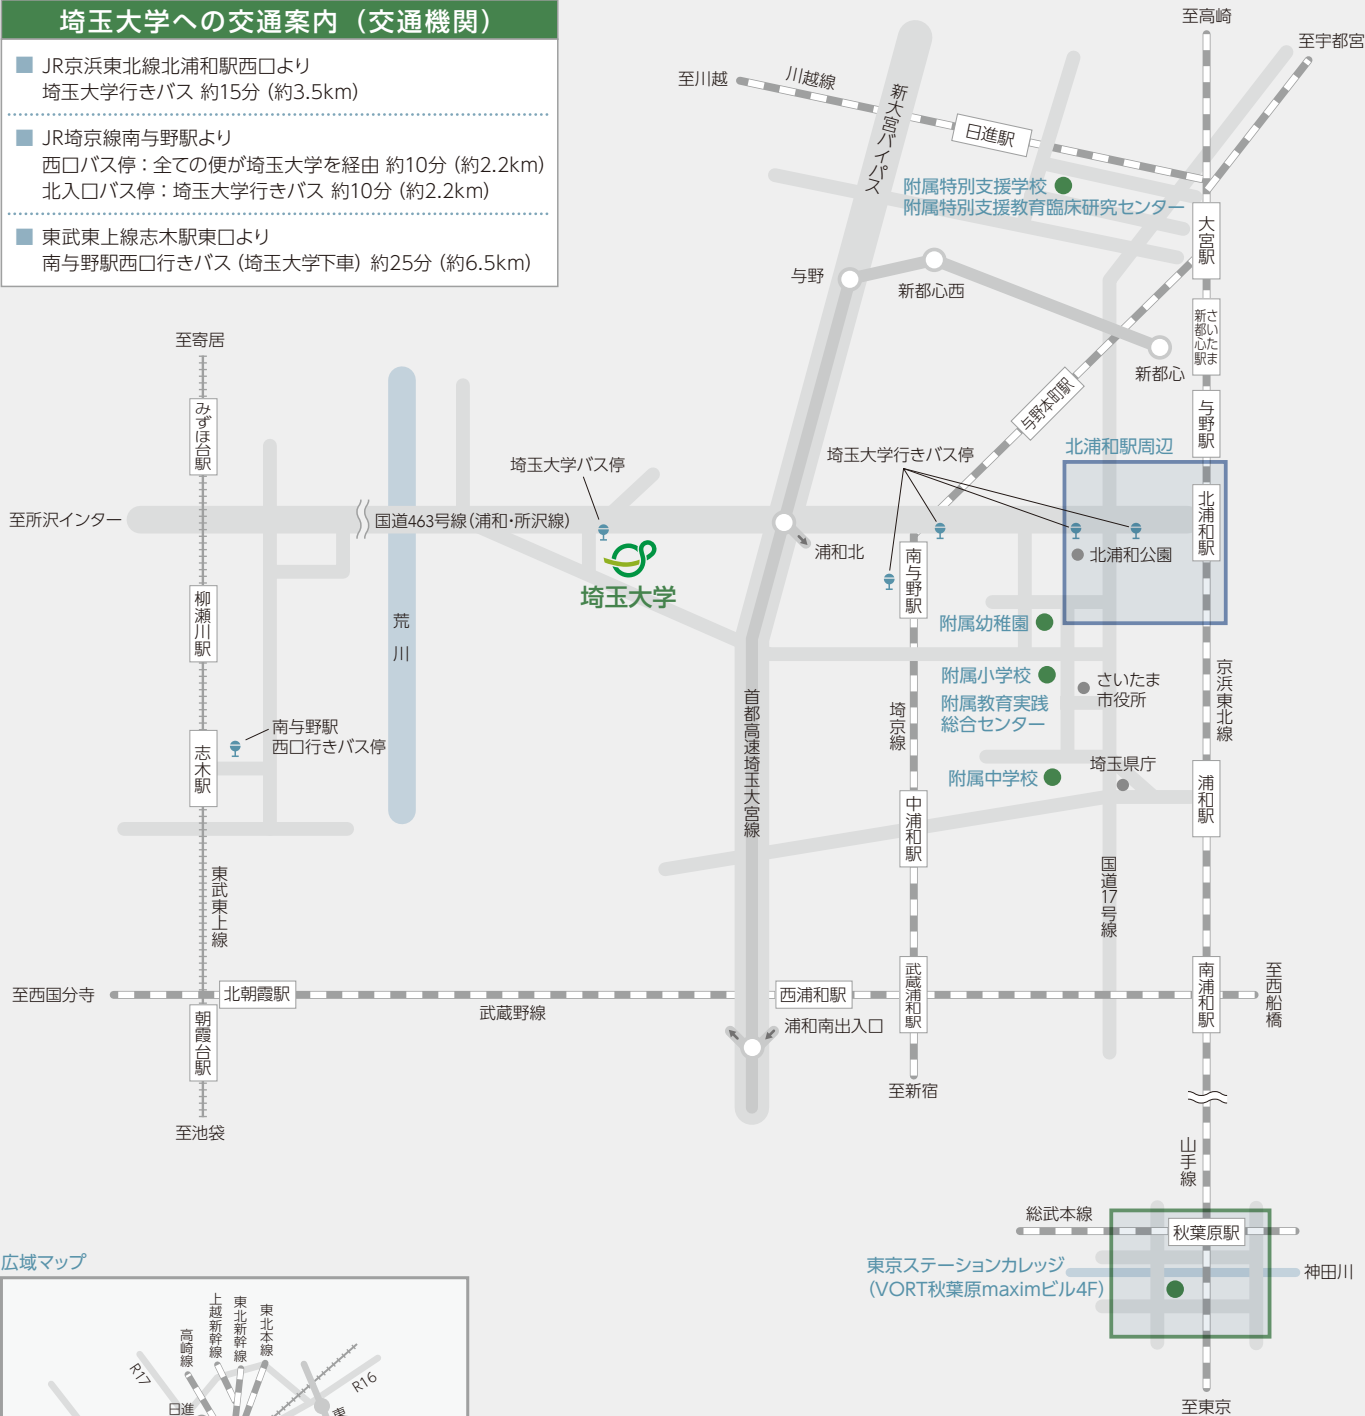 埼玉大学への交通案内（交通機関）
JR京浜東北線北浦和駅西口より
埼玉大学行きバス 約15分 (約3.5km)
JR埼京線南与野駅より
西口バス停：全ての便が埼玉大学を経由 約10分 (約2.2km)
北入口バス停：埼玉大学行きバス 約10分 (約2.2km)
東武東上線志木駅東口より
南与野駅西口行きバス (埼玉大学下車) 約25分 (約6.5km)
至高崎
至宇都宮
至川越
川越線
新大宮バイパス
日進駅
附属特別支援学校
附属特別支援教育臨床研究センター
大宮駅
与野
新都心西
さいたま
新都心駅
新都心
与野本町駅
与野駅
至寄居
みずほ台駅
北浦和駅周辺
埼玉大学バス停
埼玉大学行きバス停
北浦和駅
至所沢インター
国道463号線(浦和・所沢線)
浦和北
南与野駅
北浦和公園
埼玉大学
柳瀬川駅
荒川
附属幼稚園
附属小学校
附属教育実践
総合センター
さいたま
市役所
京浜東北線
首都高速埼玉大宮線
埼京線
南与野駅
西口行きバス停
志木駅
附属中学校
埼玉県庁
浦和駅
中浦和駅
国道17号線
東武東上線
至西国分寺
北朝霞駅
武蔵野線
西浦和駅
武蔵浦和駅
南浦和駅
至西船橋
朝霞台駅
浦和南出入口
至新宿
至池袋
山手線
総武本線
秋葉原駅
東京ステーションカレッジ
(VORT秋葉原maximビル4F)
神田川
至東京
広域マップ
高崎線
上越新幹線
東北新幹線
東北本線
R17
R16
日進
東